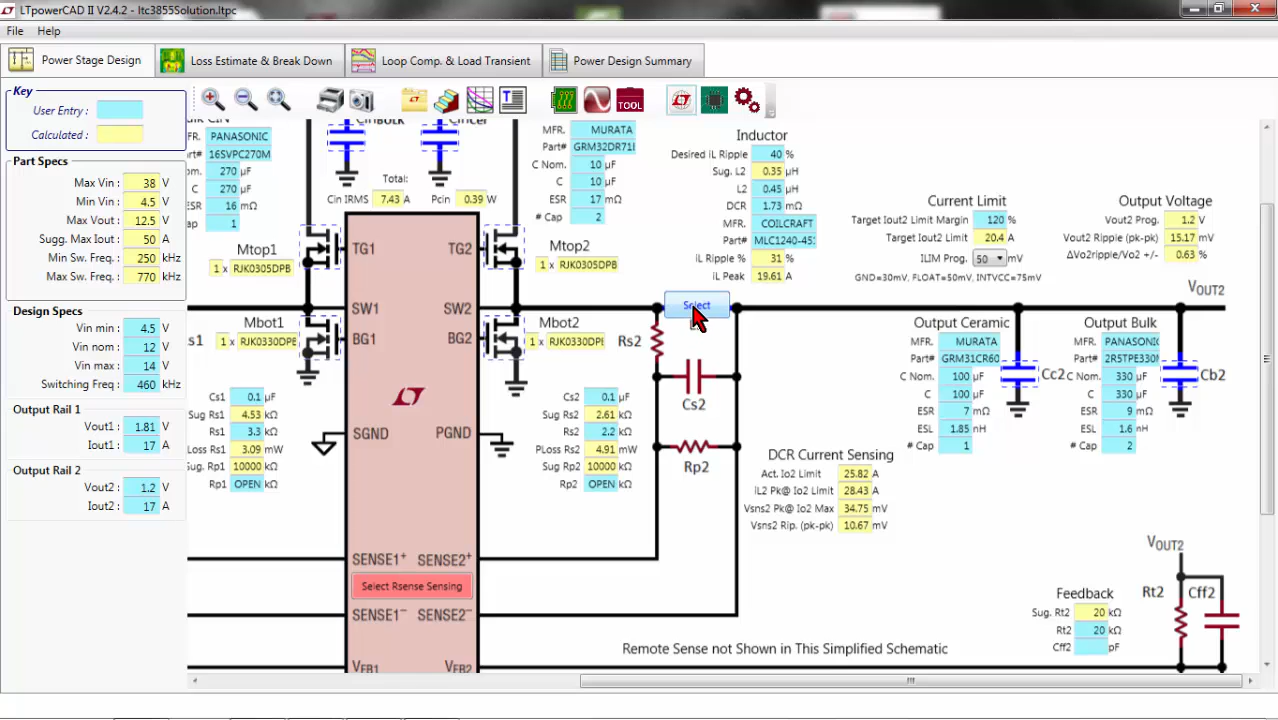 LTpowerCAD II V2.4.2 - ltc3855Solution.ltpc
File Help
Power Stage Design
Loss Estimate & Break Down
Loop Comp. & Load Transient
Power Design Summary
TOOL
Key
User Entry :
Calculated :
Part Specs
Max Vin : 38 V
Min Vin : 4.5 V
Max Vout : 12.5 V
Sugg. Max Iout : 50 A
Min Sw. Freq. : 250 kHz
Max Sw. Freq. : 770 kHz
Design Specs
Vin min : 4.5 V
Vin nom : 12 V
Vin max : 14 V
Switching Freq : 460 kHz
Output Rail 1
Vout1 : 1.81 V
Iout1 : 17 A
Output Rail 2
Vout2 : 1.2 V
Iout2 : 17 A
PANASONIC
16SVPC270M
270 µF
C 270 µF
ESR 16 mΩ
1
CinBULK
Total:
Cin IRMS 7.43 A Pcin 0.39 W
MFR. MURATA
Part# GRM32DR71
C Nom. 10 µF
C 10 µF
ESR 17 mΩ
# Cap 2
Inductor
Desired iL Ripple 40 %
Sug. L2 0.35 µH
L2 0.45 µH
DCR 1.73 mΩ
MFR. COILCRAFT
Part# MLC1240-45
iL Ripple % 31 %
iL Peak 19.61 A
Current Limit
Target Iout2 Limit Margin 120 %
Target Iout2 Limit 20.4 A
ILIM Prog. 50 mV
GND=30mV, FLOAT=50mV, INTVCC=75mV
Output Voltage
Vout2 Prog. 1.2 V
Vout2 Ripple (pk-pk) 15.17 mV
ΔVo2ripple/Vo2 +/- 0.63 %
Mtop1
1 x RJK0305DPB
TG1 TG2
Mtop2
1 x RJK0305DPB
SW1 SW2
Select
VOUT2
Mbot1
1 x RJK0330DPB
BG1 BG2
Mbot2
1 x RJK0330DPB
Rs2
Cs2
Rp2
Output Ceramic
MFR. MURATA
Part# GRM31CR60
C Nom. 100 µF
C 100 µF
ESR 7 mΩ
ESL 1.85 nH
# Cap 1
Cc2
Output Bulk
MFR. PANASONIC
Part# 2R5TPE330M
C Nom. 330 µF
C 330 µF
ESR 9 mΩ
ESL 1.6 nH
# Cap 2
Cb2
Cs1 0.1 µF
Sug Rs1 4.53 kΩ
Rs1 3.3 kΩ
PLoss Rs1 3.09 mW
Sug Rp1 10000 kΩ
Rp1 OPEN kΩ
SGND PGND
Cs2 0.1 µF
Sug Rs2 2.61 kΩ
Rs2 2.2 kΩ
PLoss Rs2 4.91 mW
Sug Rp2 10000 kΩ
Rp2 OPEN kΩ
DCR Current Sensing
Act. Io2 Limit 25.82 A
iL2 Pk@ Io2 Limit 28.43 A
Vsns2 Pk@ Io2 Max 34.75 mV
Vsns2 Rip. (pk-pk) 10.67 mV
SENSE1+ SENSE2+
Select Rsense Sensing
SENSE1− SENSE2−
VFB1 VFB2
Remote Sense not Shown in This Simplified Schematic
VOUT2
Rt2 Cff2
Feedback
Sug. Rt2 20 kΩ
Rt2 20 kΩ
Cff2 pF